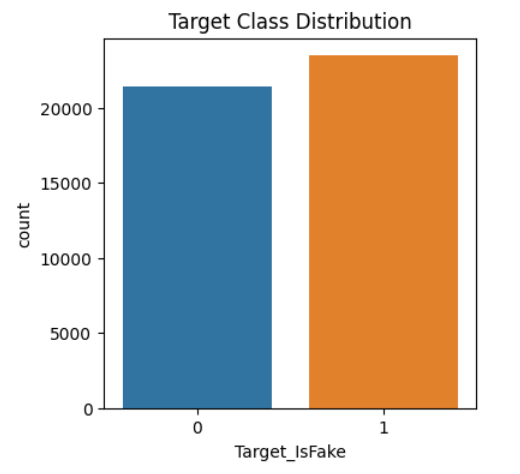 Target Class Distribution
20000
15000
10000
5000
0
count
0 1
Target_IsFake